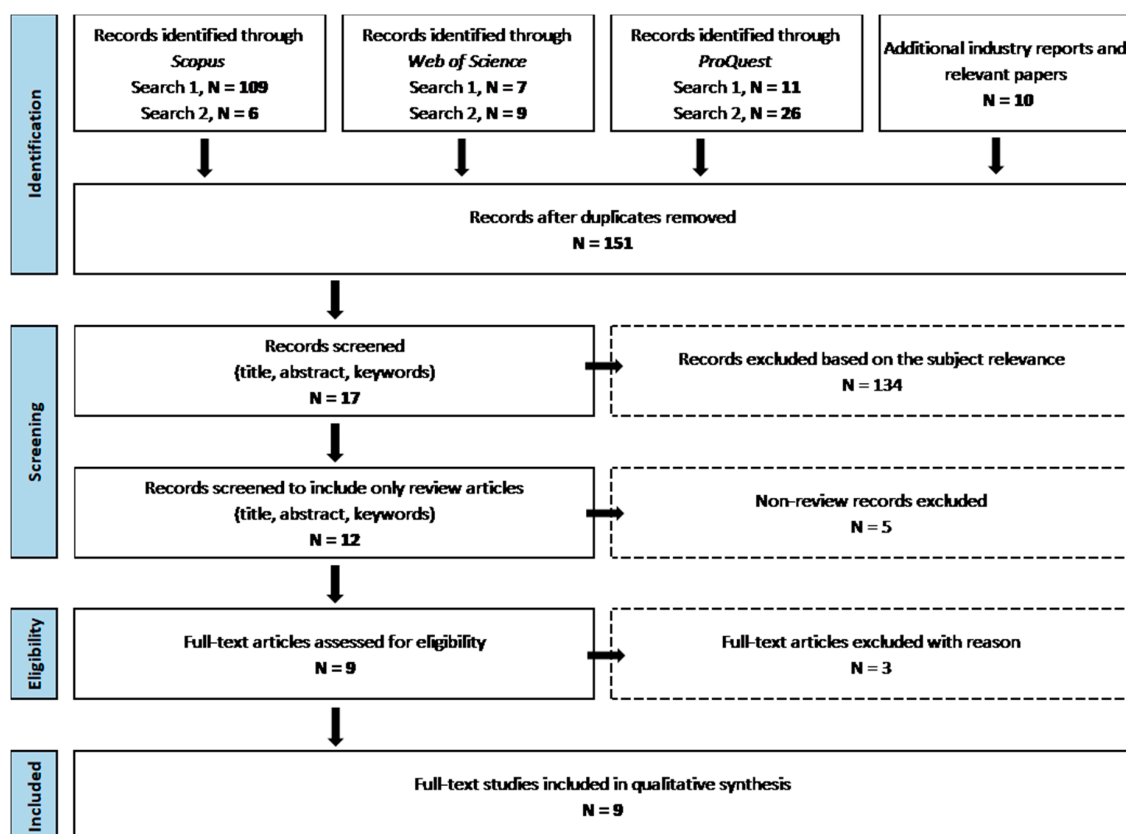 Identification
Records identified through
Scopus
Search 1, N = 109
Search 2, N = 6
Records identified through
Web of Science
Search 1, N = 7
Search 2, N = 9
Records identified through
ProQuest
Search 1, N = 11
Search 2, N = 26
Additional industry reports and
relevant papers
N = 10
Records after duplicates removed
N = 151
Screening
Records screened
(title, abstract, keywords)
N = 17
Records excluded based on the subject relevance
N = 134
Records screened to include only review articles
(title, abstract, keywords)
N = 12
Non-review records excluded
N = 5
Eligibility
Full-text articles assessed for eligibility
N = 9
Full-text articles excluded with reason
N = 3
Included
Full-text studies included in qualitative synthesis
N = 9